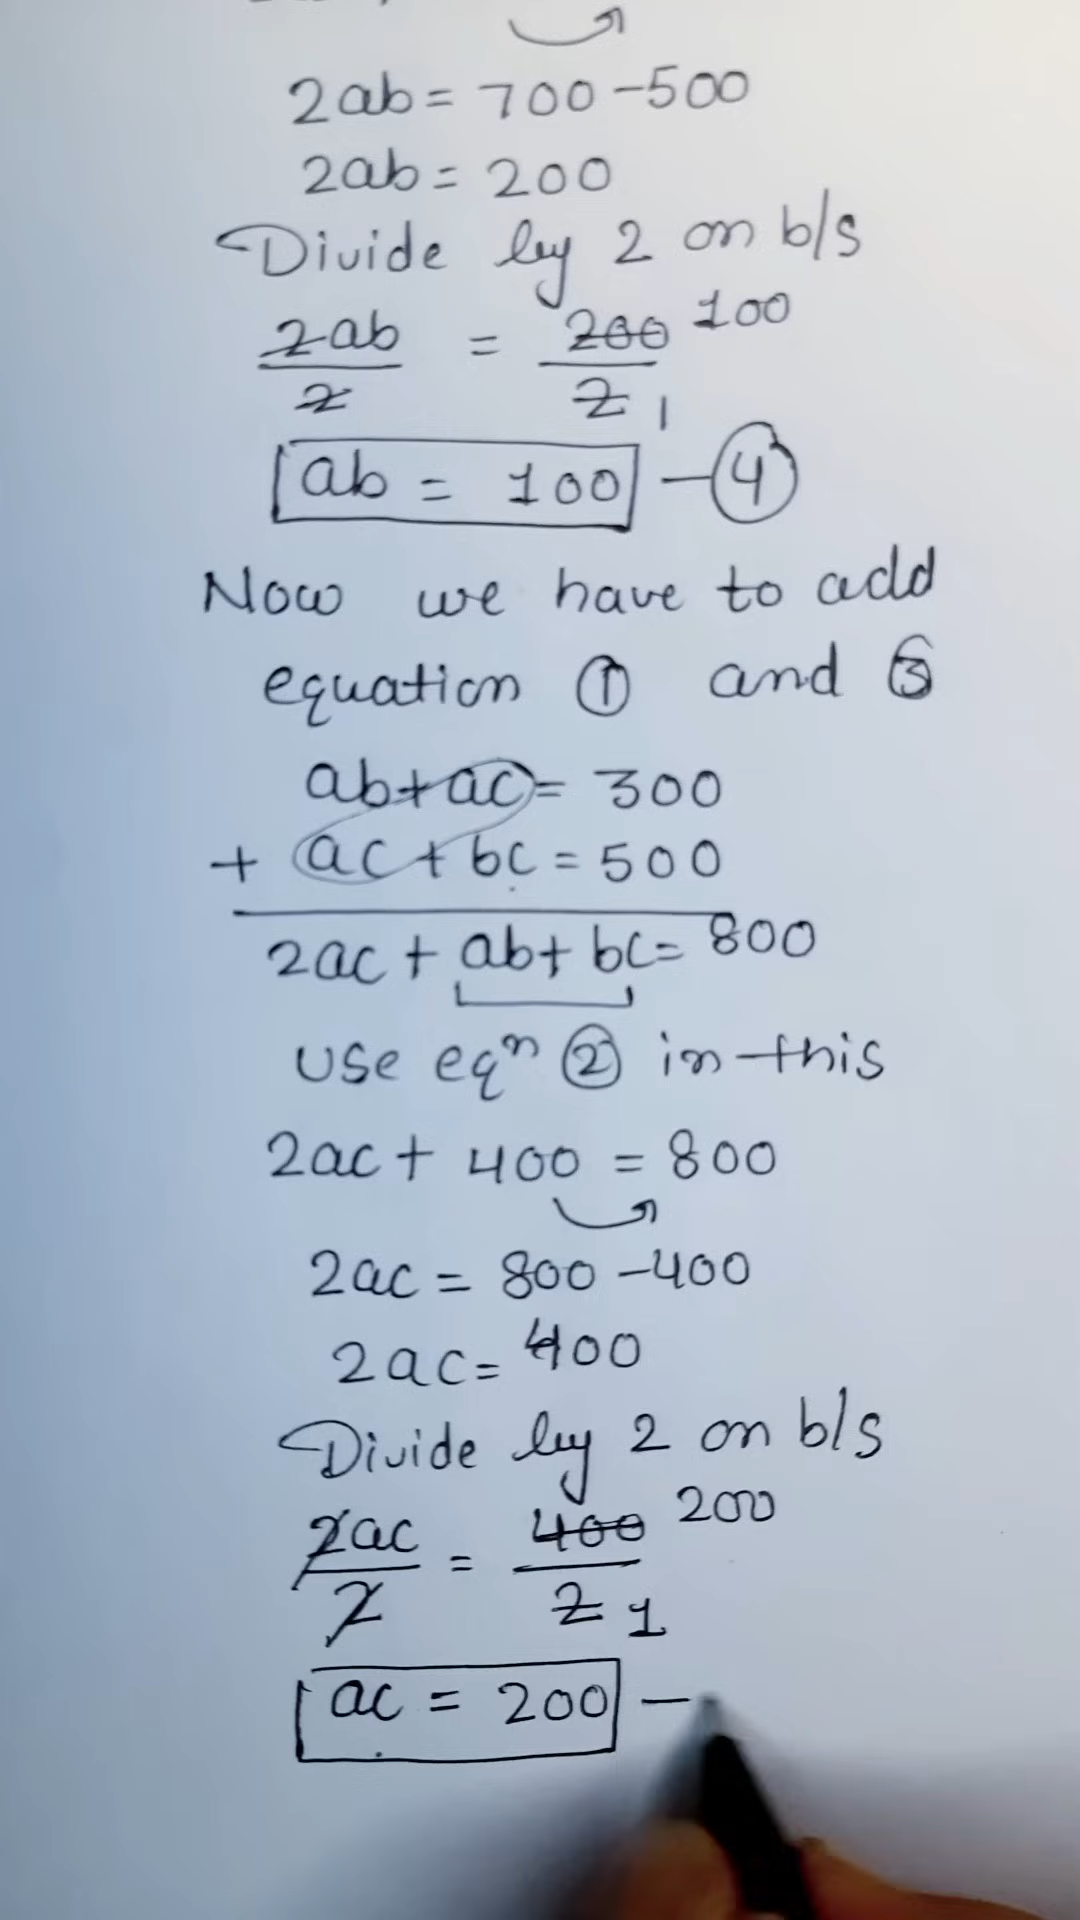 2ab = 700 - 500
2ab = 200
Divide by 2 on b/s
2ab/2 = 200/2 100 1
ab = 100 - 4
Now we have to add
equation 1 and 3
ab + ac = 300
+ ac + bc = 500
2ac + ab + bc = 800
use eqn 2 in this
2ac + 400 = 800
2ac = 800 - 400
2ac = 400
Divide by 2 on b/s
2ac/2 = 400/2 200 1
ac = 200 -